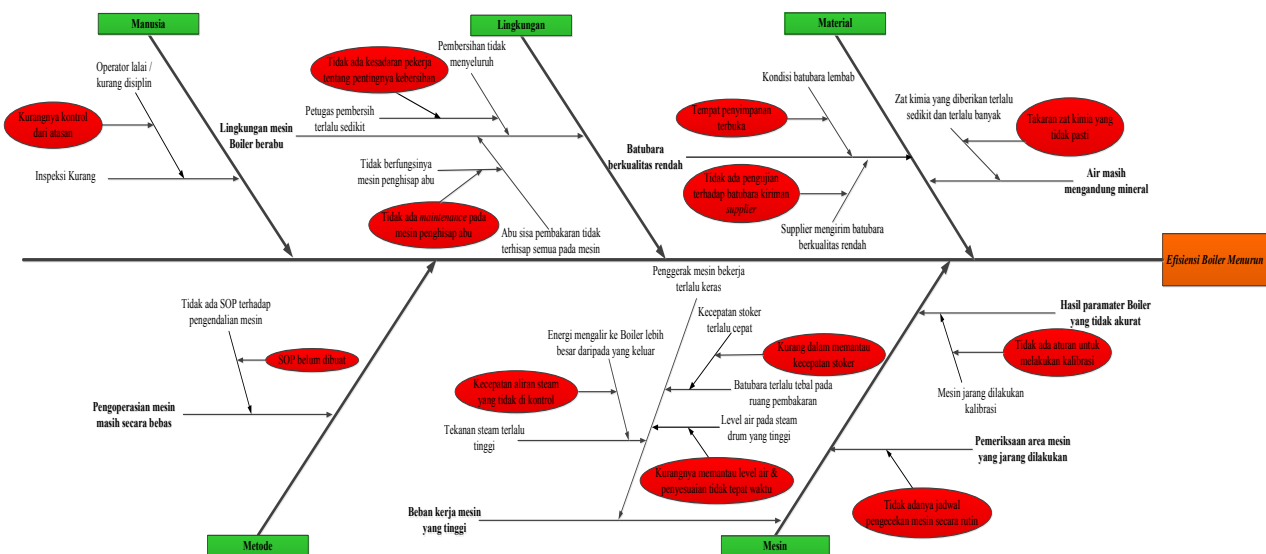 Manusia
Lingkungan
Material
Operator lalai /
kurang disiplin
Kurangnya kontrol
dari atasan
Inspeksi Kurang
Tidak ada kesadaran pekerja
tentang pentingnya kebersihan
Pembersihan tidak
menyeluruh
Petugas pembersih
terlalu sedikit
Lingkungan mesin
Boiler berabu
Tidak berfungsinya
mesin penghisap abu
Tidak ada maintenance pada
mesin penghisap abu
Abu sisa pembakaran tidak
terhisap semua pada mesin
Kondisi batubara lembab
Tempat penyimpanan
terbuka
Batubara
berkualitas rendah
Tidak ada pengujian
terhadap batubara kiriman
supplier
Supplier mengirim batubara
berkualitas rendah
Zat kimia yang diberikan terlalu
sedikit dan terlalu banyak
Takaran zat kimia yang
tidak pasti
Air masih
mengandung mineral
Efisiensi Boiler Menurun
Tidak ada SOP terhadap
pengendalian mesin
SOP belum dibuat
Pengoperasian mesin
masih secara bebas
Penggerak mesin bekerja
terlalu keras
Energi mengalir ke Boiler lebih
besar daripada yang keluar
Kecepatan aliran steam
yang tidak di kontrol
Tekanan steam terlalu
tinggi
Kecepatan stoker
terlalu cepat
Kurang dalam memantau
kecepatan stoker
Batubara terlalu tebal pada
ruang pembakaran
Level air pada steam
drum yang tinggi
Kurangnya memantau level air &
penyesuaian tidak tepat waktu
Beban kerja mesin
yang tinggi
Hasil paramater Boiler
yang tidak akurat
Tidak ada aturan untuk
melakukan kalibrasi
Mesin jarang dilakukan
kalibrasi
Pemeriksaan area mesin
yang jarang dilakukan
Tidak adanya jadwal
pengecekan mesin secara rutin
Metode
Mesin